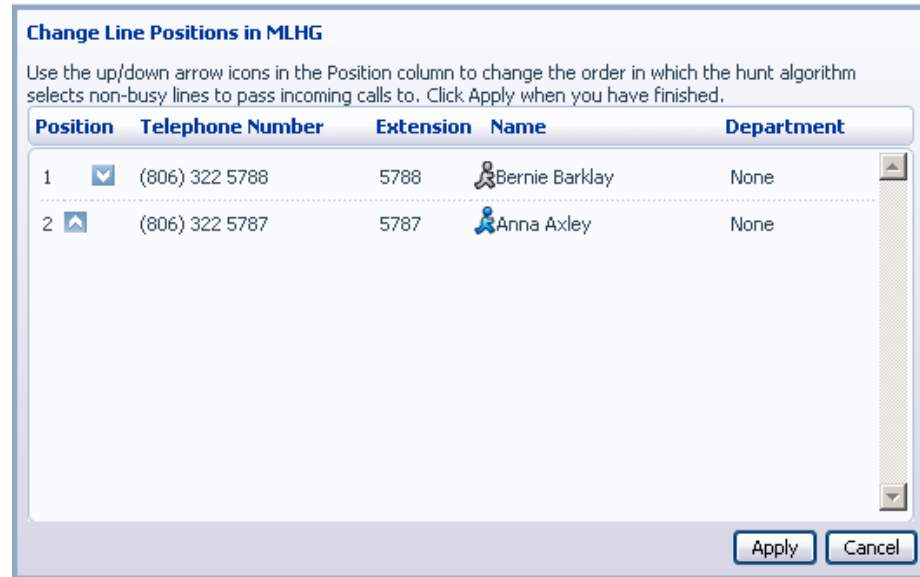 Change Line Positions in MLHG
Use the up/down arrow icons in the Position column to change the order in which the hunt algorithm
selects non-busy lines to pass incoming calls to. Click Apply when you have finished.
Position Telephone Number Extension Name Department
1 (806) 322 5788 5788 Bernie Barklay None
2 (806) 322 5787 5787 Anna Axley None
Apply Cancel